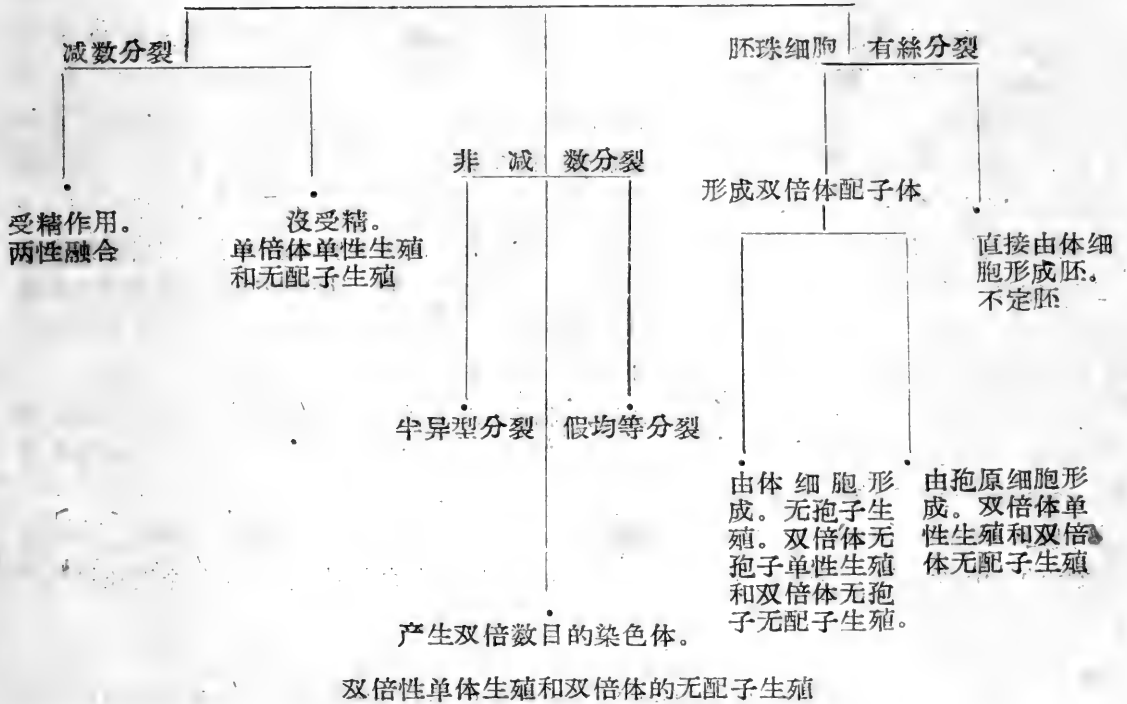 减数分裂
胚珠细胞 有絲分裂
非 减 数分裂
形成双倍体配子体
受精作用。
两性融合
沒受精。
单倍体单性生殖
和无配子生殖
直接由体细
胞形成胚。
不定胚
半异型分裂 假均等分裂
由体细胞形
成。无孢子生
殖。双倍体无
孢子单性生殖
和双倍体无孢
子无配子生殖。
由孢原细胞形
成。双倍体单
性生殖和双倍
体无配子生殖
产生双倍数目的染色体。
双倍性单体生殖和双倍体的无配子生殖